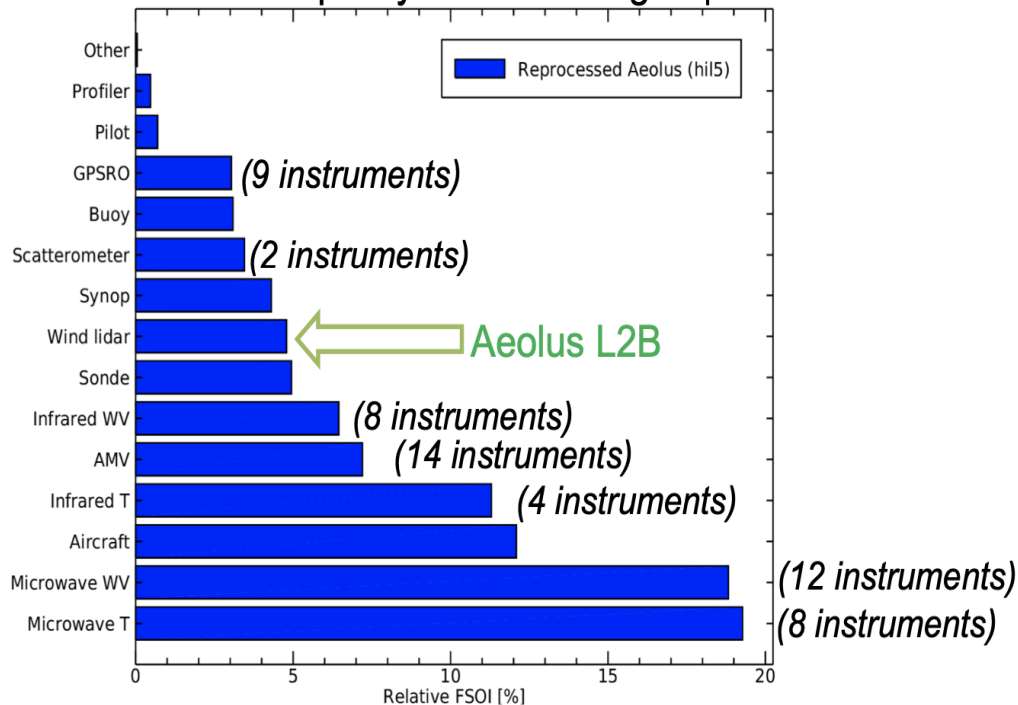 Reprocessed Aeolus (hil5)
Other
Profiler
Pilot
GPSRO (9 instruments)
Buoy
Scatterometer (2 instruments)
Synop
Wind lidar Aeolus L2B
Sonde
Infrared WV (8 instruments)
AMV (14 instruments)
Infrared T (4 instruments)
Aircraft
Microwave WV (12 instruments)
Microwave T (8 instruments)
0 5 10 15 20
Relative FSOI [%]